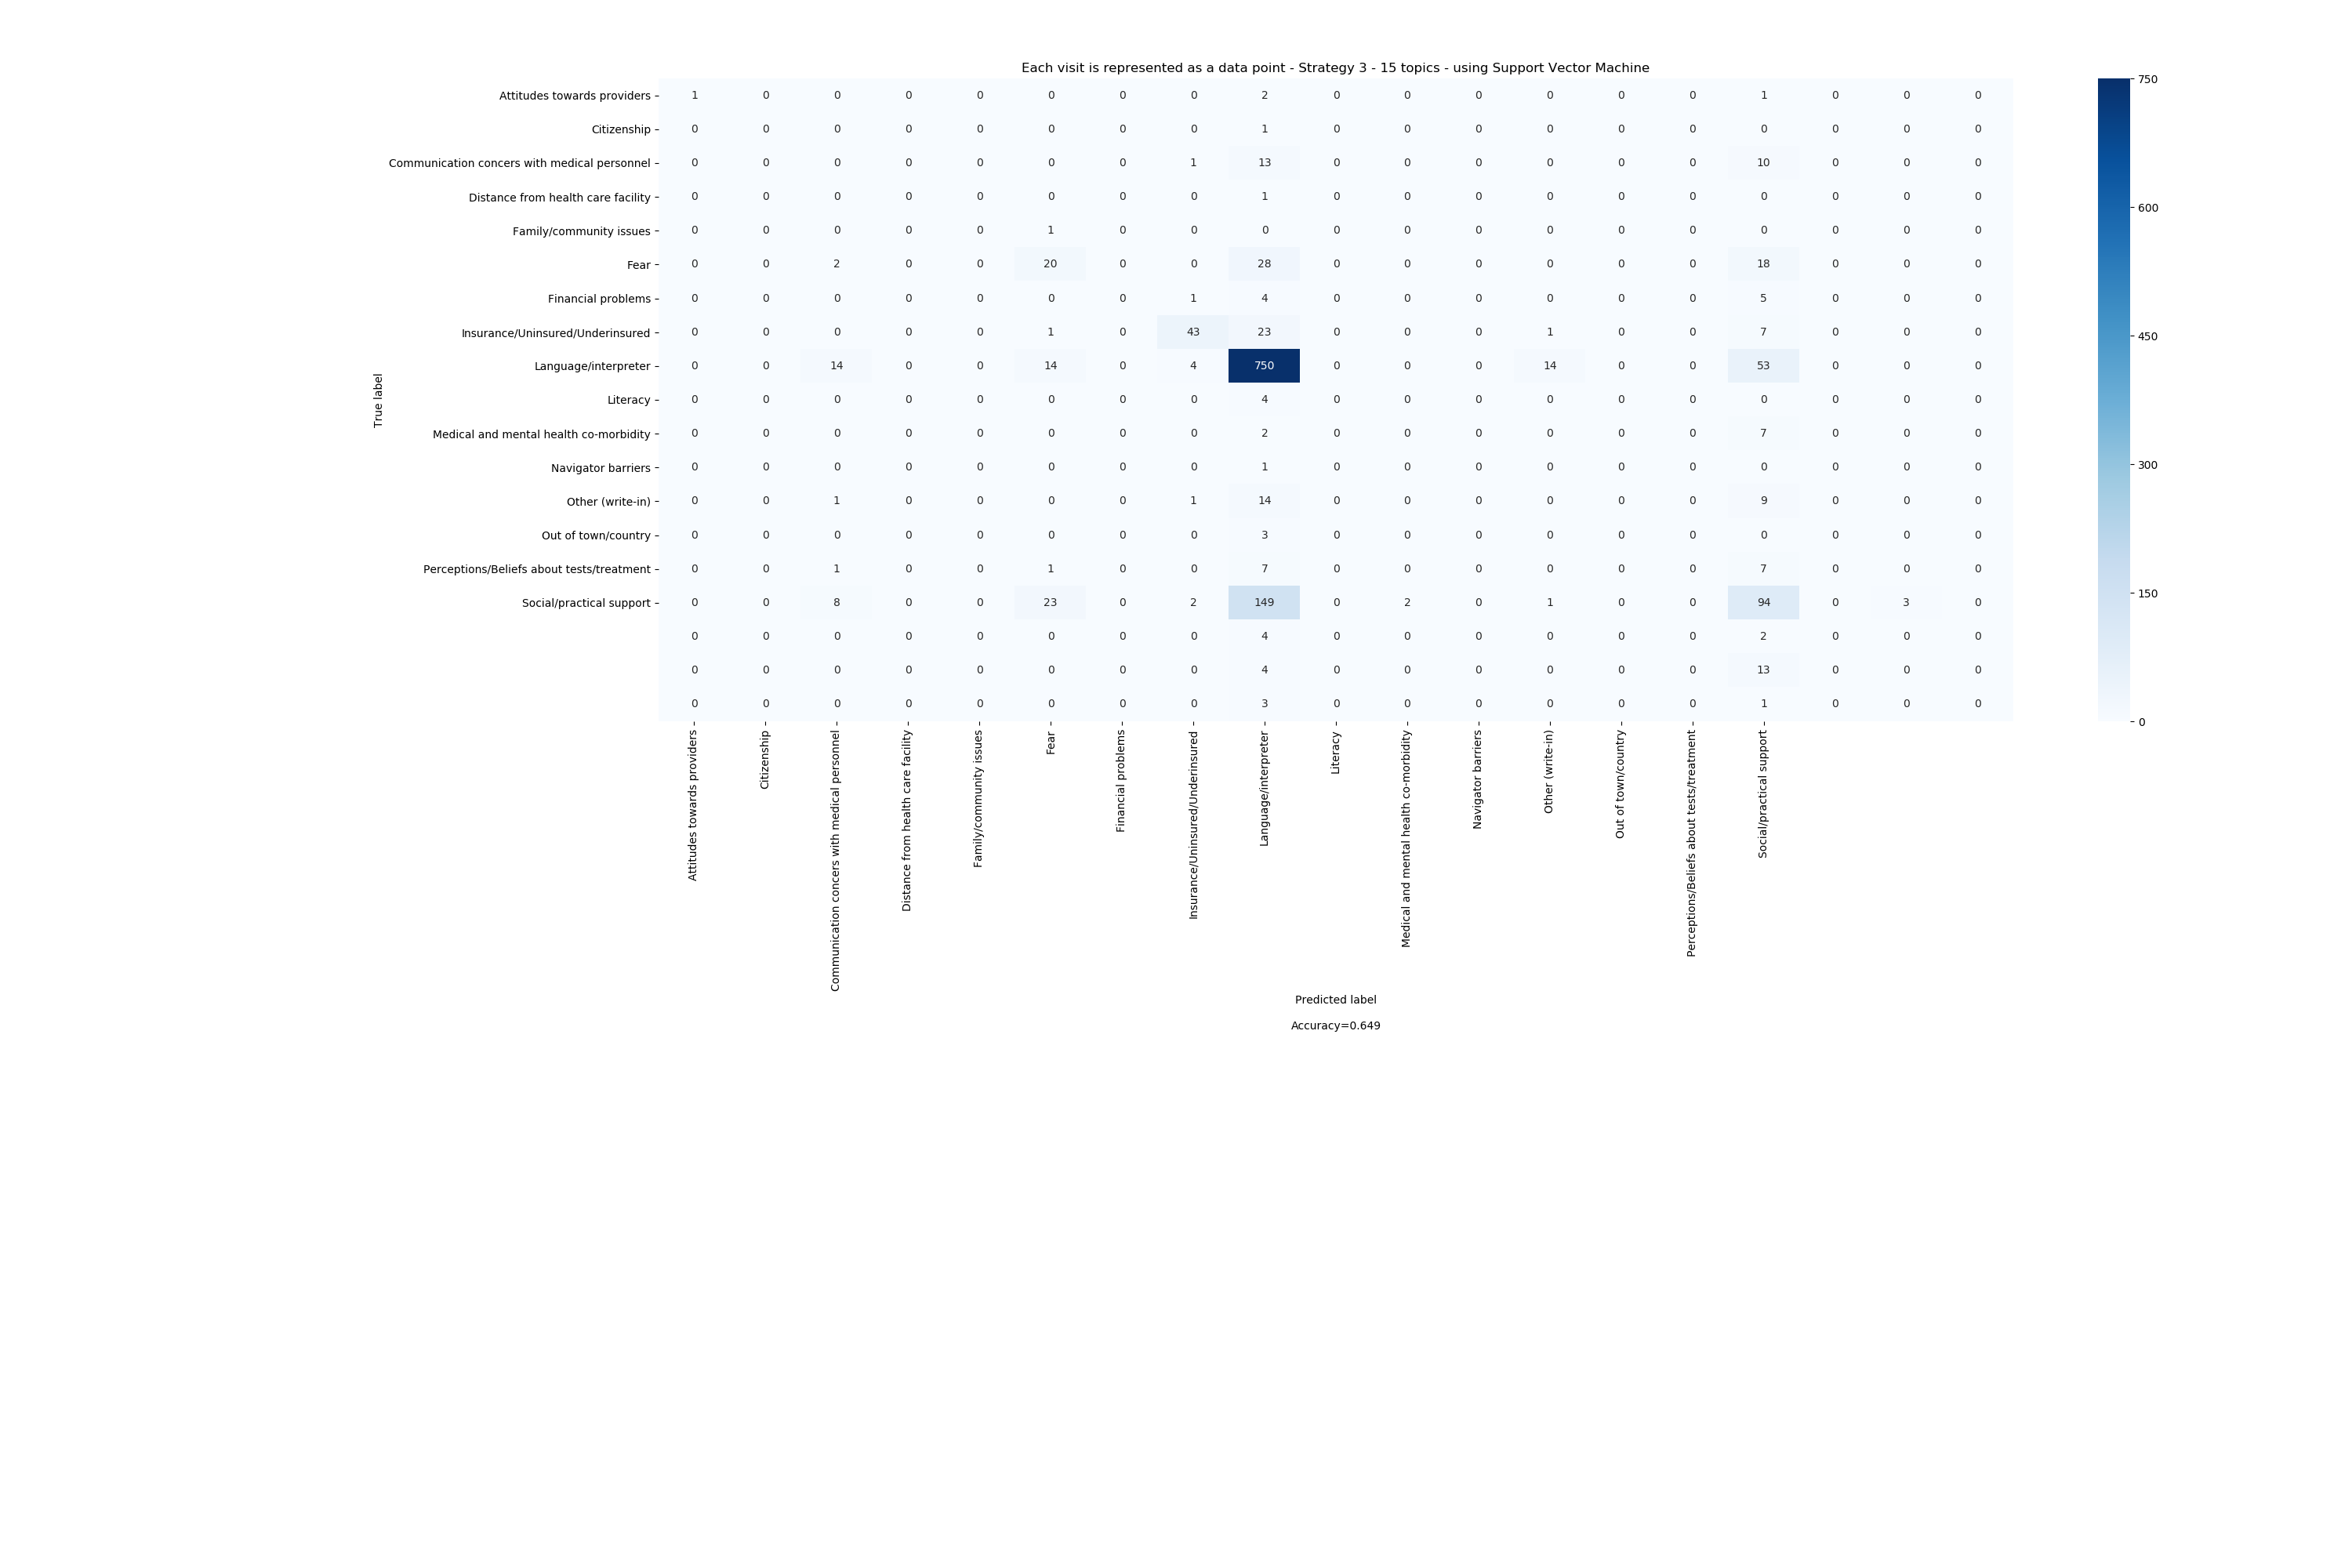 Each visit is represented as a data point - Strategy 3 - 15 topics - using Support Vector Machine
Attitudes towards providers 1 0 0 0 0 0 0 0 2 0 0 0 0 0 0 1 0 0 0
Citizenship 0 0 0 0 0 0 0 0 1 0 0 0 0 0 0 0 0 0 0
Communication concers with medical personnel 0 0 0 0 0 0 0 1 13 0 0 0 0 0 0 10 0 0 0
Distance from health care facility 0 0 0 0 0 0 0 0 1 0 0 0 0 0 0 0 0 0 0
Family/community issues 0 0 0 0 0 1 0 0 0 0 0 0 0 0 0 0 0 0 0
Fear 0 0 2 0 0 20 0 0 28 0 0 0 0 0 0 18 0 0 0
Financial problems 0 0 0 0 0 0 0 1 4 0 0 0 0 0 0 5 0 0 0
Insurance/Uninsured/Underinsured 0 0 0 0 0 1 0 43 23 0 0 0 1 0 0 7 0 0 0
Language/interpreter 0 0 14 0 0 14 0 4 750 0 0 0 14 0 0 53 0 0 0
Literacy 0 0 0 0 0 0 0 0 4 0 0 0 0 0 0 0 0 0 0
Medical and mental health co-morbidity 0 0 0 0 0 0 0 0 2 0 0 0 0 0 0 7 0 0 0
Navigator barriers 0 0 0 0 0 0 0 0 1 0 0 0 0 0 0 0 0 0 0
Other (write-in) 0 0 1 0 0 0 0 1 14 0 0 0 0 0 0 9 0 0 0
Out of town/country 0 0 0 0 0 0 0 0 3 0 0 0 0 0 0 0 0 0 0
Perceptions/Beliefs about tests/treatment 0 0 1 0 0 1 0 0 7 0 0 0 0 0 0 7 0 0 0
Social/practical support 0 0 8 0 0 23 0 2 149 0 2 0 1 0 0 94 0 3 0
0 0 0 0 0 0 0 0 4 0 0 0 0 0 0 2 0 0 0
0 0 0 0 0 0 0 0 4 0 0 0 0 0 0 13 0 0 0
0 0 0 0 0 0 0 0 3 0 0 0 0 0 0 1 0 0 0
True label
Attitudes towards providers
Citizenship
Communication concers with medical personnel
Distance from health care facility
Family/community issues
Fear
Financial problems
Insurance/Uninsured/Underinsured
Language/interpreter
Literacy
Medical and mental health co-morbidity
Navigator barriers
Other (write-in)
Out of town/country
Perceptions/Beliefs about tests/treatment
Social/practical support
Predicted label
Accuracy=0.649
750
600
450
300
150
0